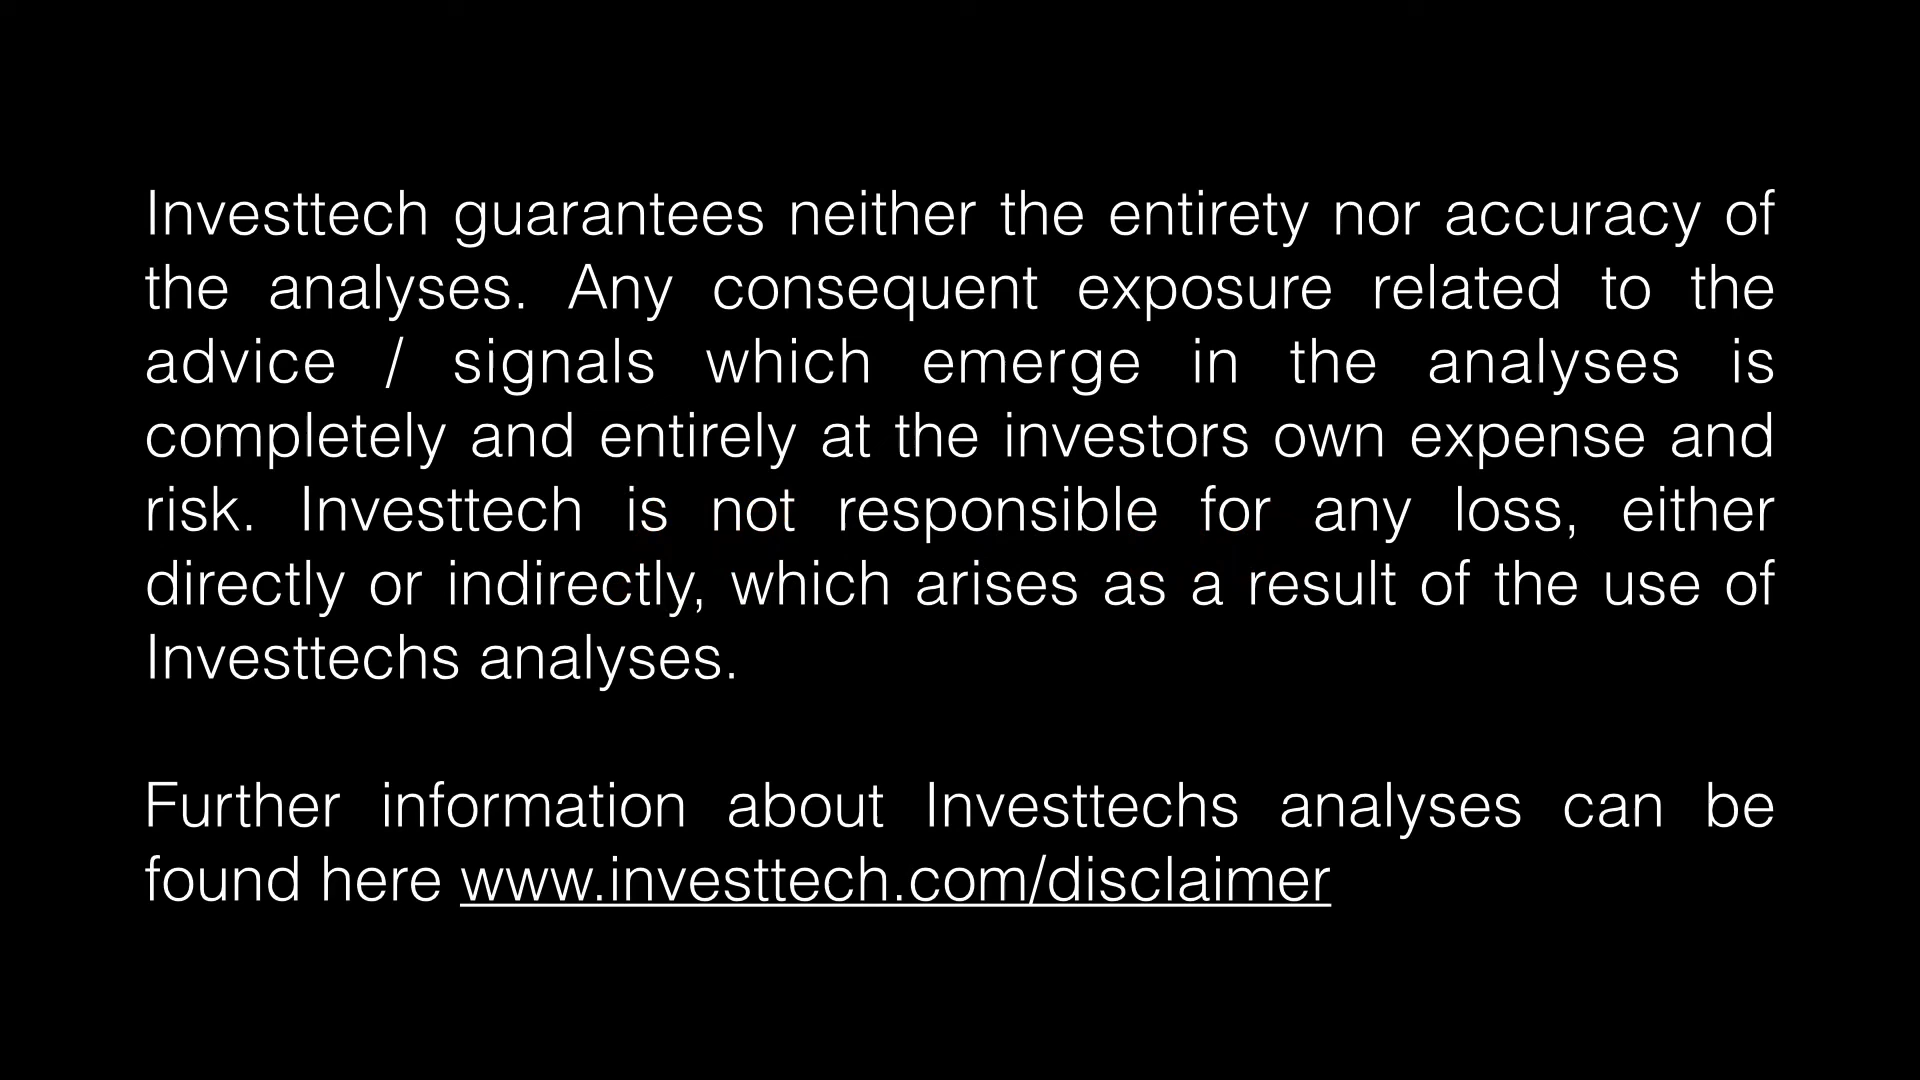 Investtech guarantees neither the entirety nor accuracy of
the analyses. Any consequent exposure related to the
advice / signals which emerge in the analyses is
completely and entirely at the investors own expense and
risk. Investtech is not responsible for any loss, either
directly or indirectly, which arises as a result of the use of
Investtechs analyses.
Further information about Investtechs analyses can be
found here www.investtech.com/disclaimer